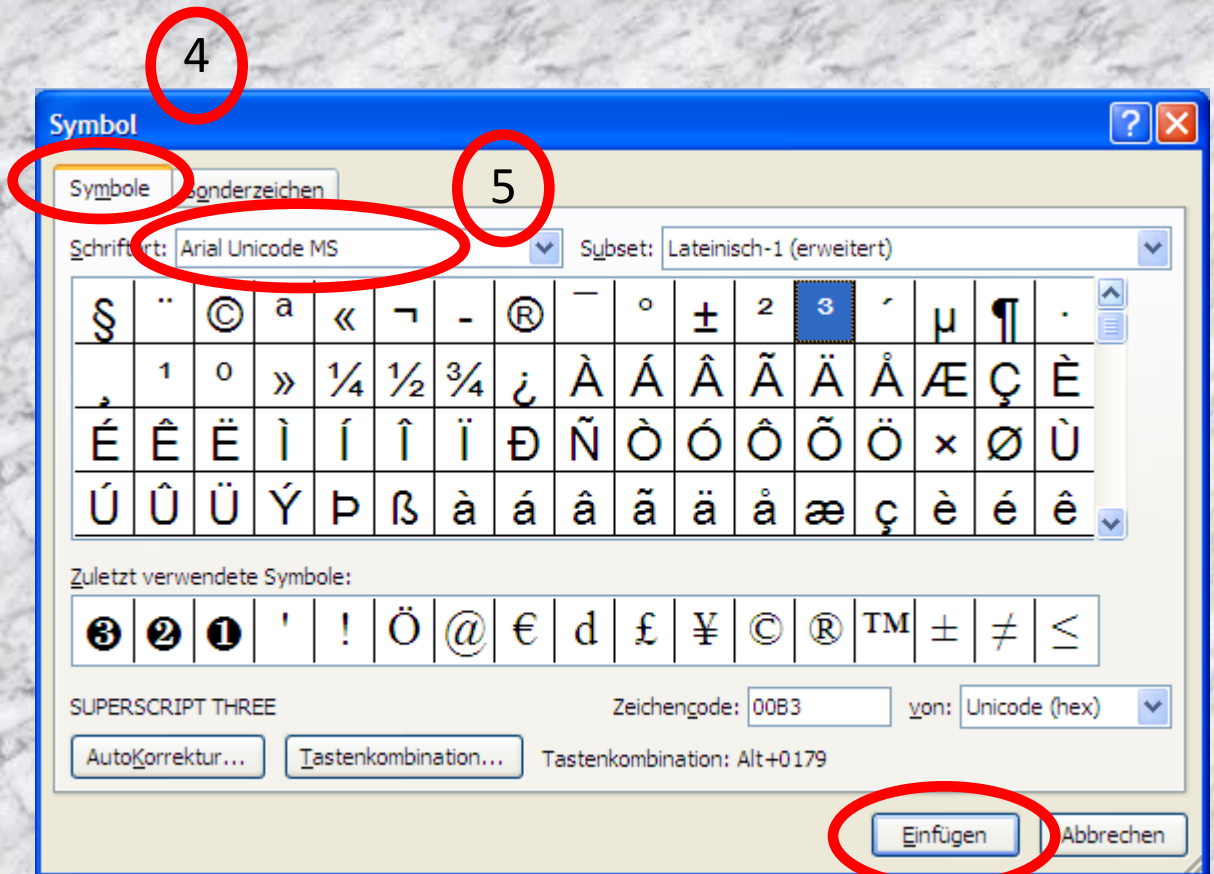 4
Symbol
Symbole Sonderzeichen
5
Schriftart: Arial Unicode MS Subset: Lateinisch-1 (erweitert)
§ ¨ © ª « ¬ - ® ¯ ° ± ² ³ ´ µ ¶ ·
¸ ¹ º » ¼ ½ ¾ ¿ À Á Â Ã Ä Å Æ Ç È
É Ê Ë Ì Í Î Ï Ð Ñ Ò Ó Ô Õ Ö × Ø Ù
Ú Û Ü Ý Þ ß à á â ã ä å æ ç è é ê
Zuletzt verwendete Symbole:
❸ ❷ ❶ ' ! Ö @ € d £ ¥ © ® ™ ± ≠ ≤
SUPERSCRIPT THREE Zeichencode: 00B3 von: Unicode (hex)
AutoKorrektur... Tastenkombination... Tastenkombination: Alt+0179
Einfügen Abbrechen